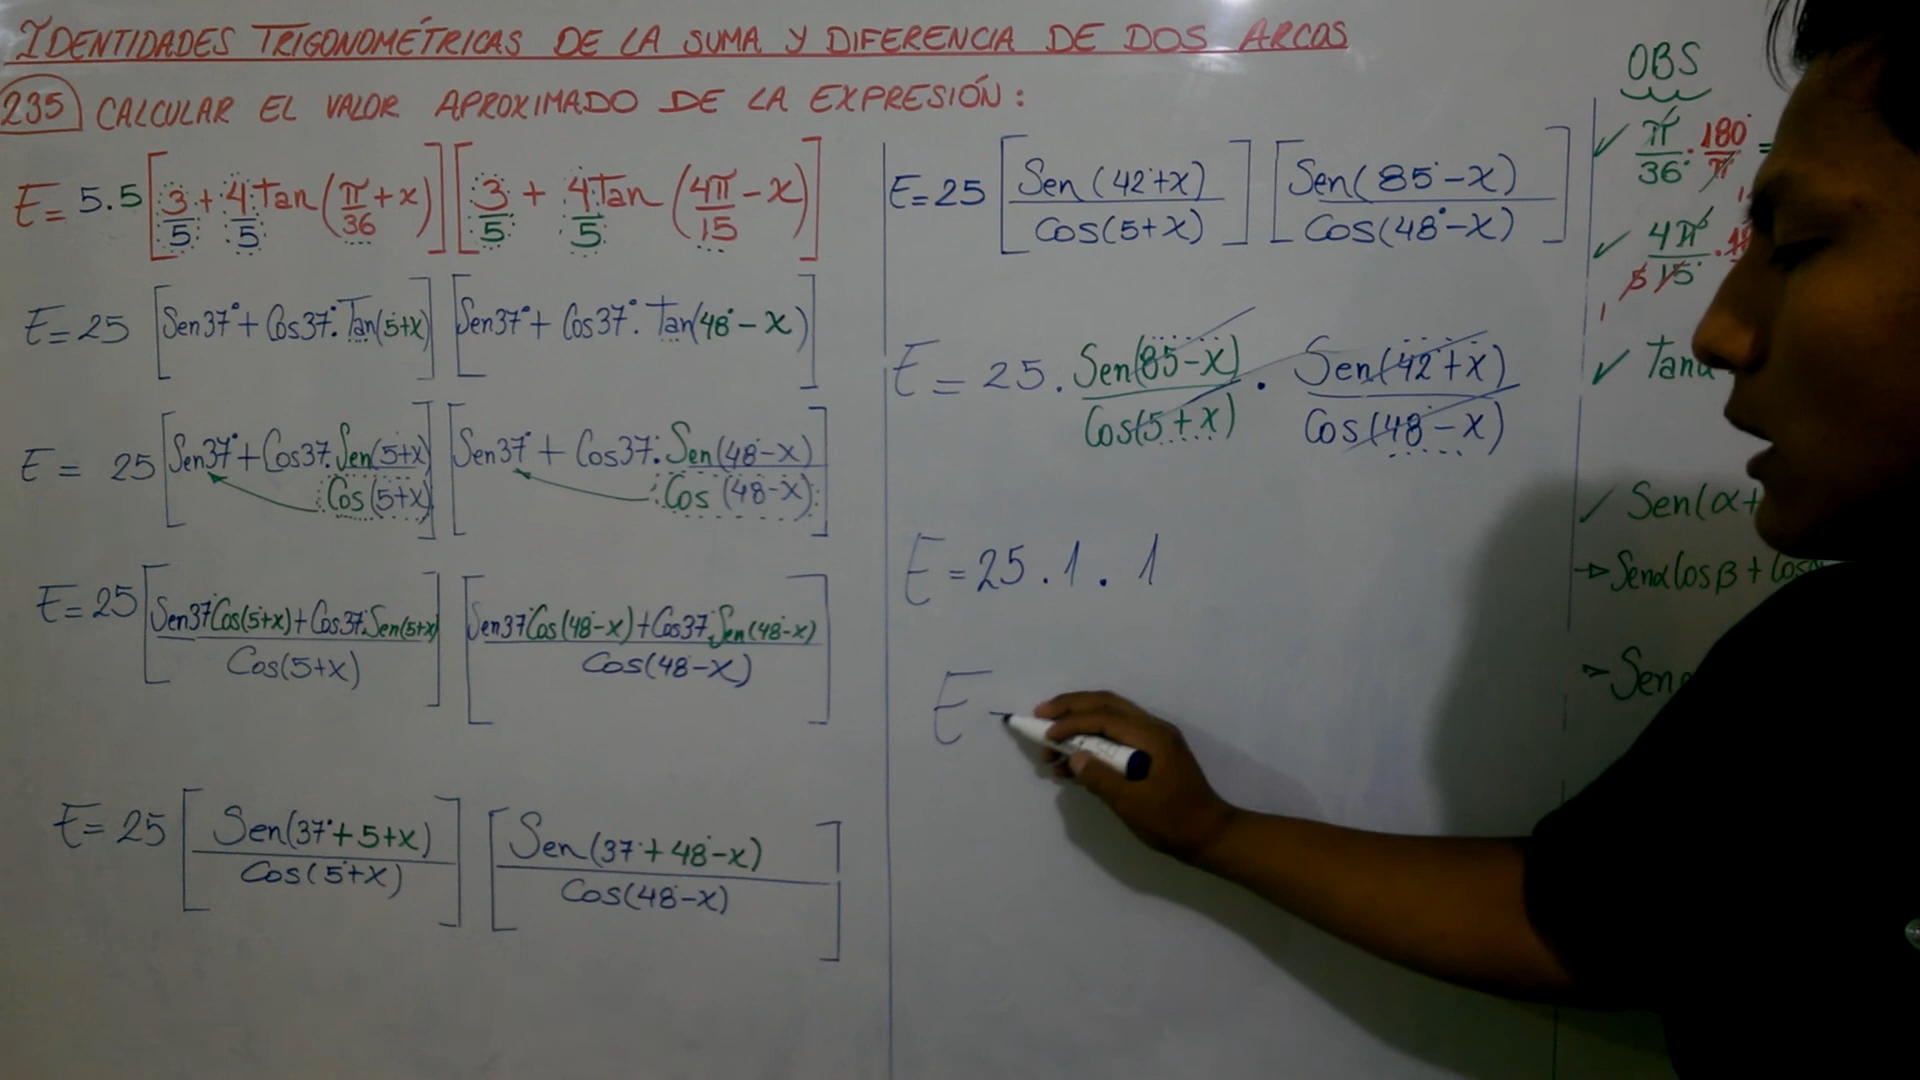 IDENTIDADES TRIGONOMÉTRICAS DE LA SUMA Y DIFERENCIA DE DOS ARCOS
235) CALCULAR EL VALOR APROXIMADO DE LA EXPRESIÓN:
E = 5.5 [3/5 + 4/5 Tan(π/36 + x)] [3/5 + 4/5 Tan(4π/15 - x)]
E = 25 [Sen37° + Cos37°. Tan(5+x)] [Sen37° + Cos37°. Tan(48° - x)]
E = 25 [Sen37° + Cos37. Sen(5+x)/Cos(5+x)] [Sen37° + Cos37. Sen(48-x)/Cos(48-x)]
E = 25 [Sen37Cos(5+x)+Cos37.Sen(5+x)/Cos(5+x)] [Sen37Cos(48-x)+Cos37.Sen(48-x)/Cos(48-x)]
E = 25 [Sen(37°+5+x)/Cos(5+x)] [Sen(37+48-x)/Cos(48-x)]
E = 25 [Sen(42+x)/Cos(5+x)] [Sen(85-x)/Cos(48°-x)]
E = 25. Sen(85-x)/Cos(5+x) . Sen(42+x)/Cos(48-x)
E = 25 . 1 . 1
E -
OBS
✓ π/36 . 180°/π =
✓ 4π/15 .
✓ Tanα
✓ Sen(α+
→ SenαCosβ + Cos
→ Sen